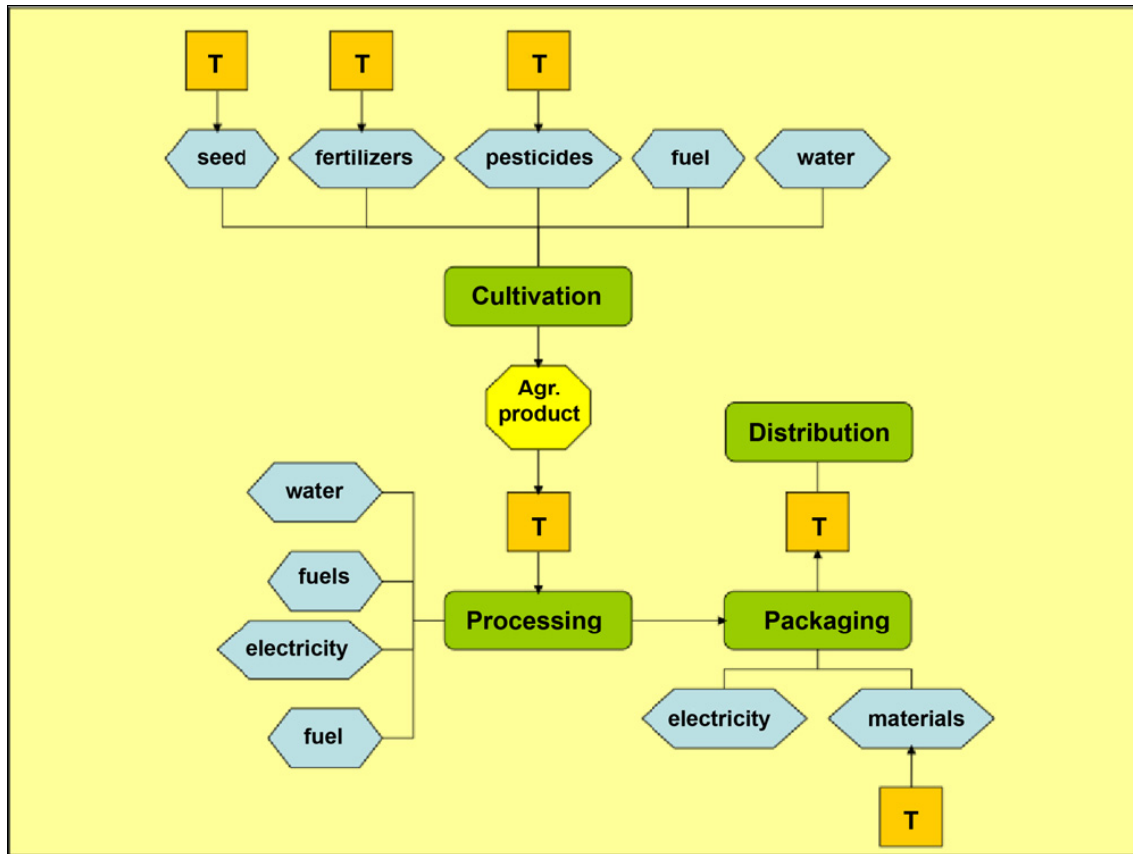 T
T
T
seed
fertilizers
pesticides
fuel
water
Cultivation
Agr.
product
Distribution
water
T
T
fuels
Processing
Packaging
electricity
electricity
materials
fuel
T